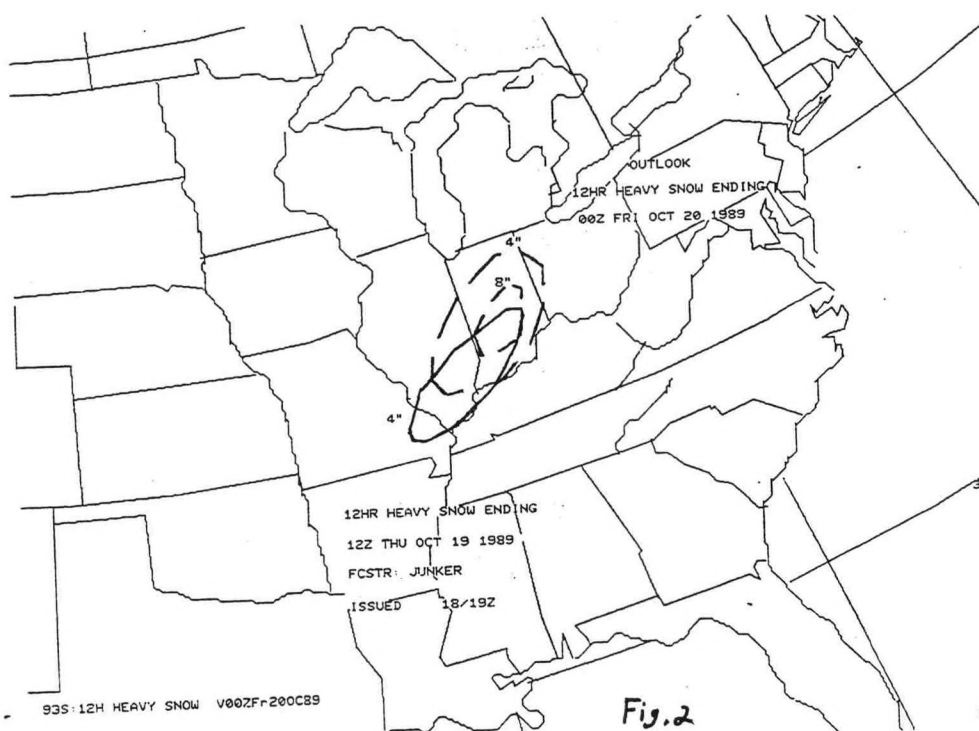 OUTLOOK
12HR HEAVY SNOW ENDING
00Z FRI OCT 20 1989
4"
8"
4"
12HR HEAVY SNOW ENDING
12Z THU OCT 19 1989
FCSTR: JUNKER
ISSUED 18/19Z
93S:12H HEAVY SNOW V00ZFr20OC89
Fig.2